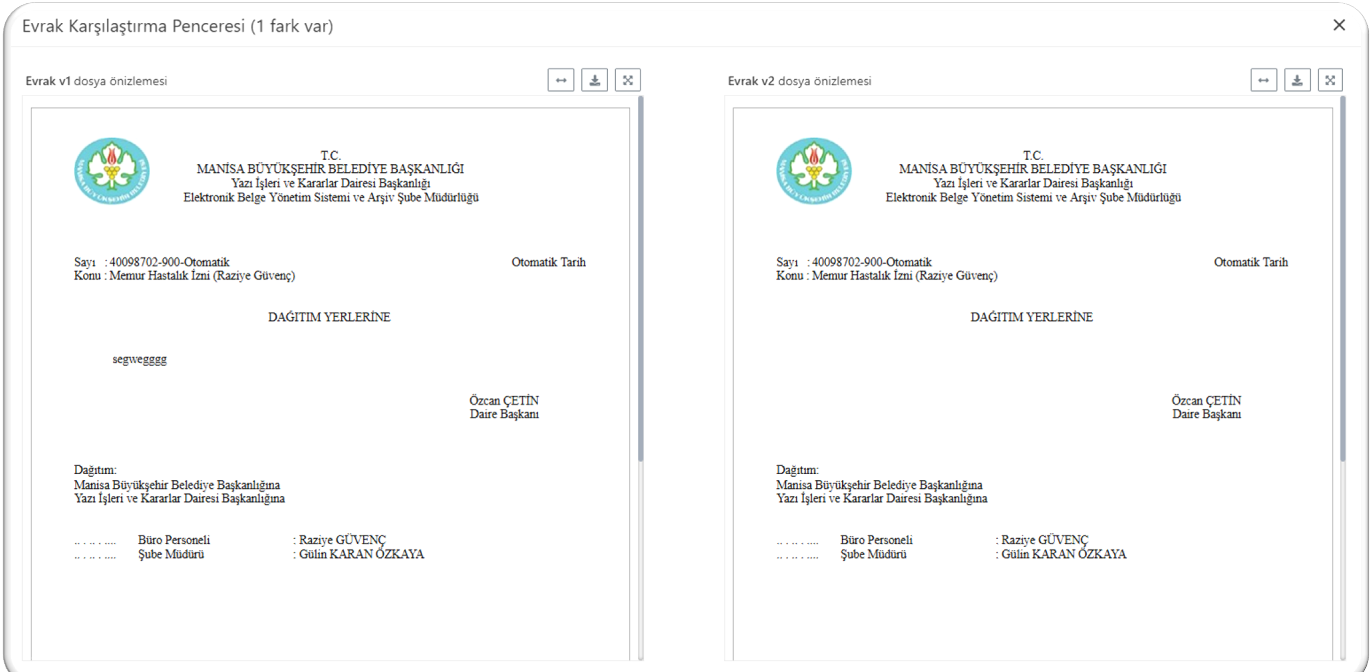 Evrak Karşılaştırma Penceresi (1 fark var)
Evrak v1 dosya önizlemesi
T.C.
MANİSA BÜYÜKŞEHİR BELEDİYE BAŞKANLIĞI
Yazı İşleri ve Kararlar Dairesi Başkanlığı
Elektronik Belge Yönetim Sistemi ve Arşiv Şube Müdürlüğü
Sayı : 40098702-900-Otomatik Otomatik Tarih
Konu : Memur Hastalık İzni (Raziye Güvenç)
DAĞITIM YERLERİNE
segwegggg
Özcan ÇETİN
Daire Başkanı
Dağıtım:
Manisa Büyükşehir Belediye Başkanlığına
Yazı İşleri ve Kararlar Dairesi Başkanlığına
.. . .. . .... Büro Personeli : Raziye GÜVENÇ
.. . .. . .... Şube Müdürü : Gülin KARAN ÖZKAYA
Evrak v2 dosya önizlemesi
T.C.
MANİSA BÜYÜKŞEHİR BELEDİYE BAŞKANLIĞI
Yazı İşleri ve Kararlar Dairesi Başkanlığı
Elektronik Belge Yönetim Sistemi ve Arşiv Şube Müdürlüğü
Sayı : 40098702-900-Otomatik Otomatik Tarih
Konu : Memur Hastalık İzni (Raziye Güvenç)
DAĞITIM YERLERİNE
Özcan ÇETİN
Daire Başkanı
Dağıtım:
Manisa Büyükşehir Belediye Başkanlığına
Yazı İşleri ve Kararlar Dairesi Başkanlığına
.. . .. . .... Büro Personeli : Raziye GÜVENÇ
.. . .. . .... Şube Müdürü : Gülin KARAN ÖZKAYA